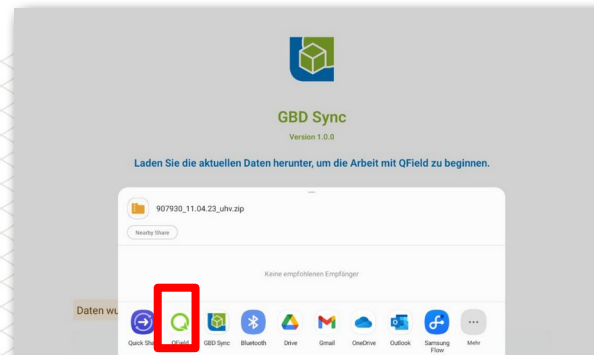 GBD Sync
Version 1.0.0
Laden Sie die aktuellen Daten herunter, um die Arbeit mit QField zu beginnen.
907930_11.04.23_uhv.zip
Nearby Share
Keine empfohlenen Empfänger
Daten wu
Quick Sha QField GBD Sync Bluetooth Drive Gmail OneDrive Outlook Samsung Flow Mehr